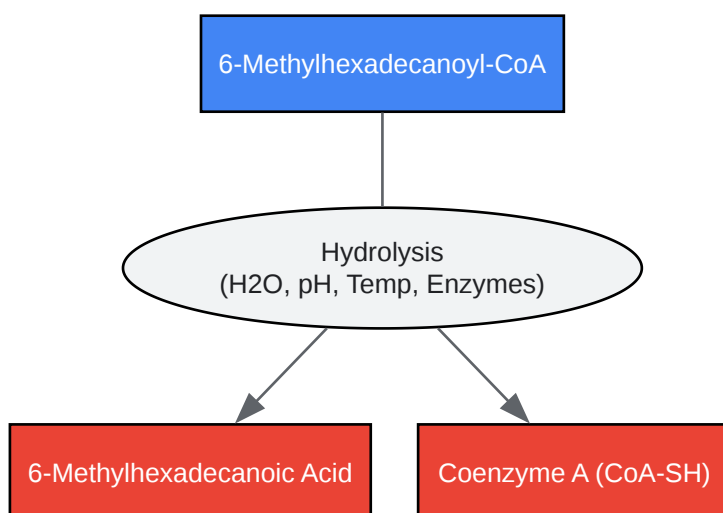 6-Methylhexadecanoyl-CoA
Hydrolysis
(H2O, pH, Temp, Enzymes)
6-Methylhexadecanoic Acid
Coenzyme A (CoA-SH)